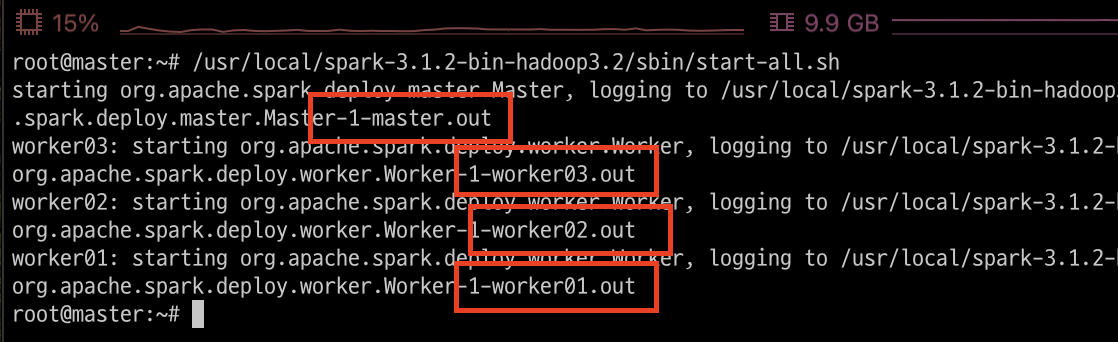 15%
9.9 GB
root@master:~# /usr/local/spark-3.1.2-bin-hadoop3.2/sbin/start-all.sh
starting org.apache.spark.deploy.master.Master, logging to /usr/local/spark-3.1.2-bin-hadoop3
.spark.deploy.master.Master-1-master.out
worker03: starting org.apache.spark.deploy.worker.Worker, logging to /usr/local/spark-3.1.2-
org.apache.spark.deploy.worker.Worker-1-worker03.out
worker02: starting org.apache.spark.deploy.worker.Worker, logging to /usr/local/spark-3.1.2-
org.apache.spark.deploy.worker.Worker-1-worker02.out
worker01: starting org.apache.spark.deploy.worker.Worker, logging to /usr/local/spark-3.1.2-
org.apache.spark.deploy.worker.Worker-1-worker01.out
root@master:~#